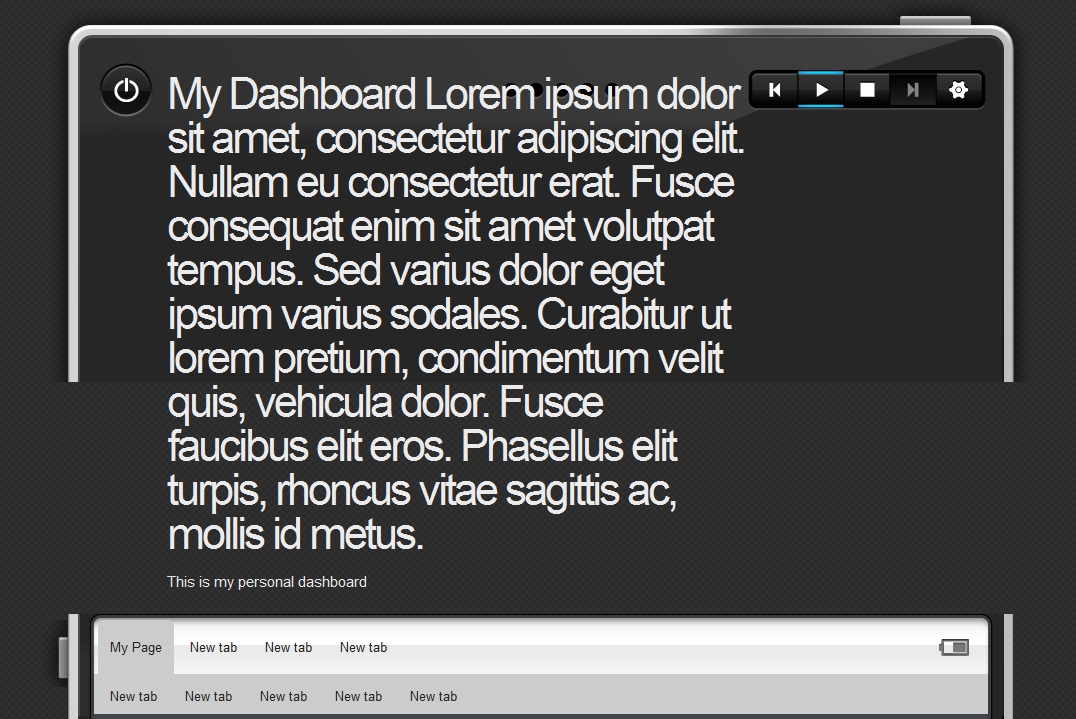 My Dashboard Lorem ipsum dolor
sit amet, consectetur adipiscing elit.
Nullam eu consectetur erat. Fusce
consequat enim sit amet volutpat
tempus. Sed varius dolor eget
ipsum varius sodales. Curabitur ut
lorem pretium, condimentum velit
quis, vehicula dolor. Fusce
faucibus elit eros. Phasellus elit
turpis, rhoncus vitae sagittis ac,
mollis id metus.
This is my personal dashboard
My Page New tab New tab New tab
New tab New tab New tab New tab New tab